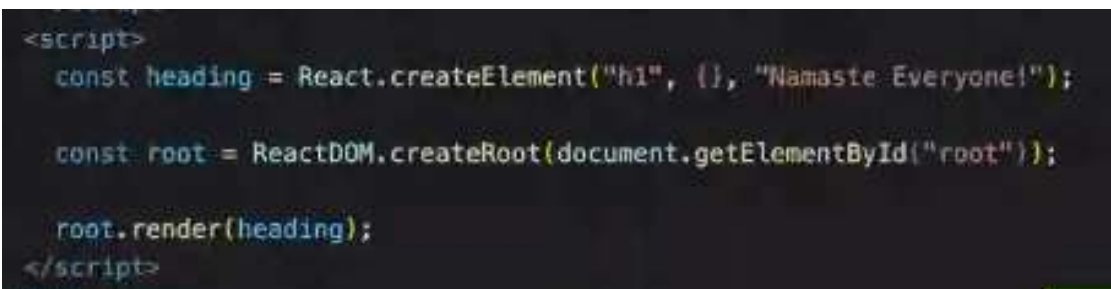 <script>
const heading = React.createElement("h1", {}, "Namaste Everyone!");
const root = ReactDOM.createRoot(document.getElementById("root"));
root.render(heading);
</script>